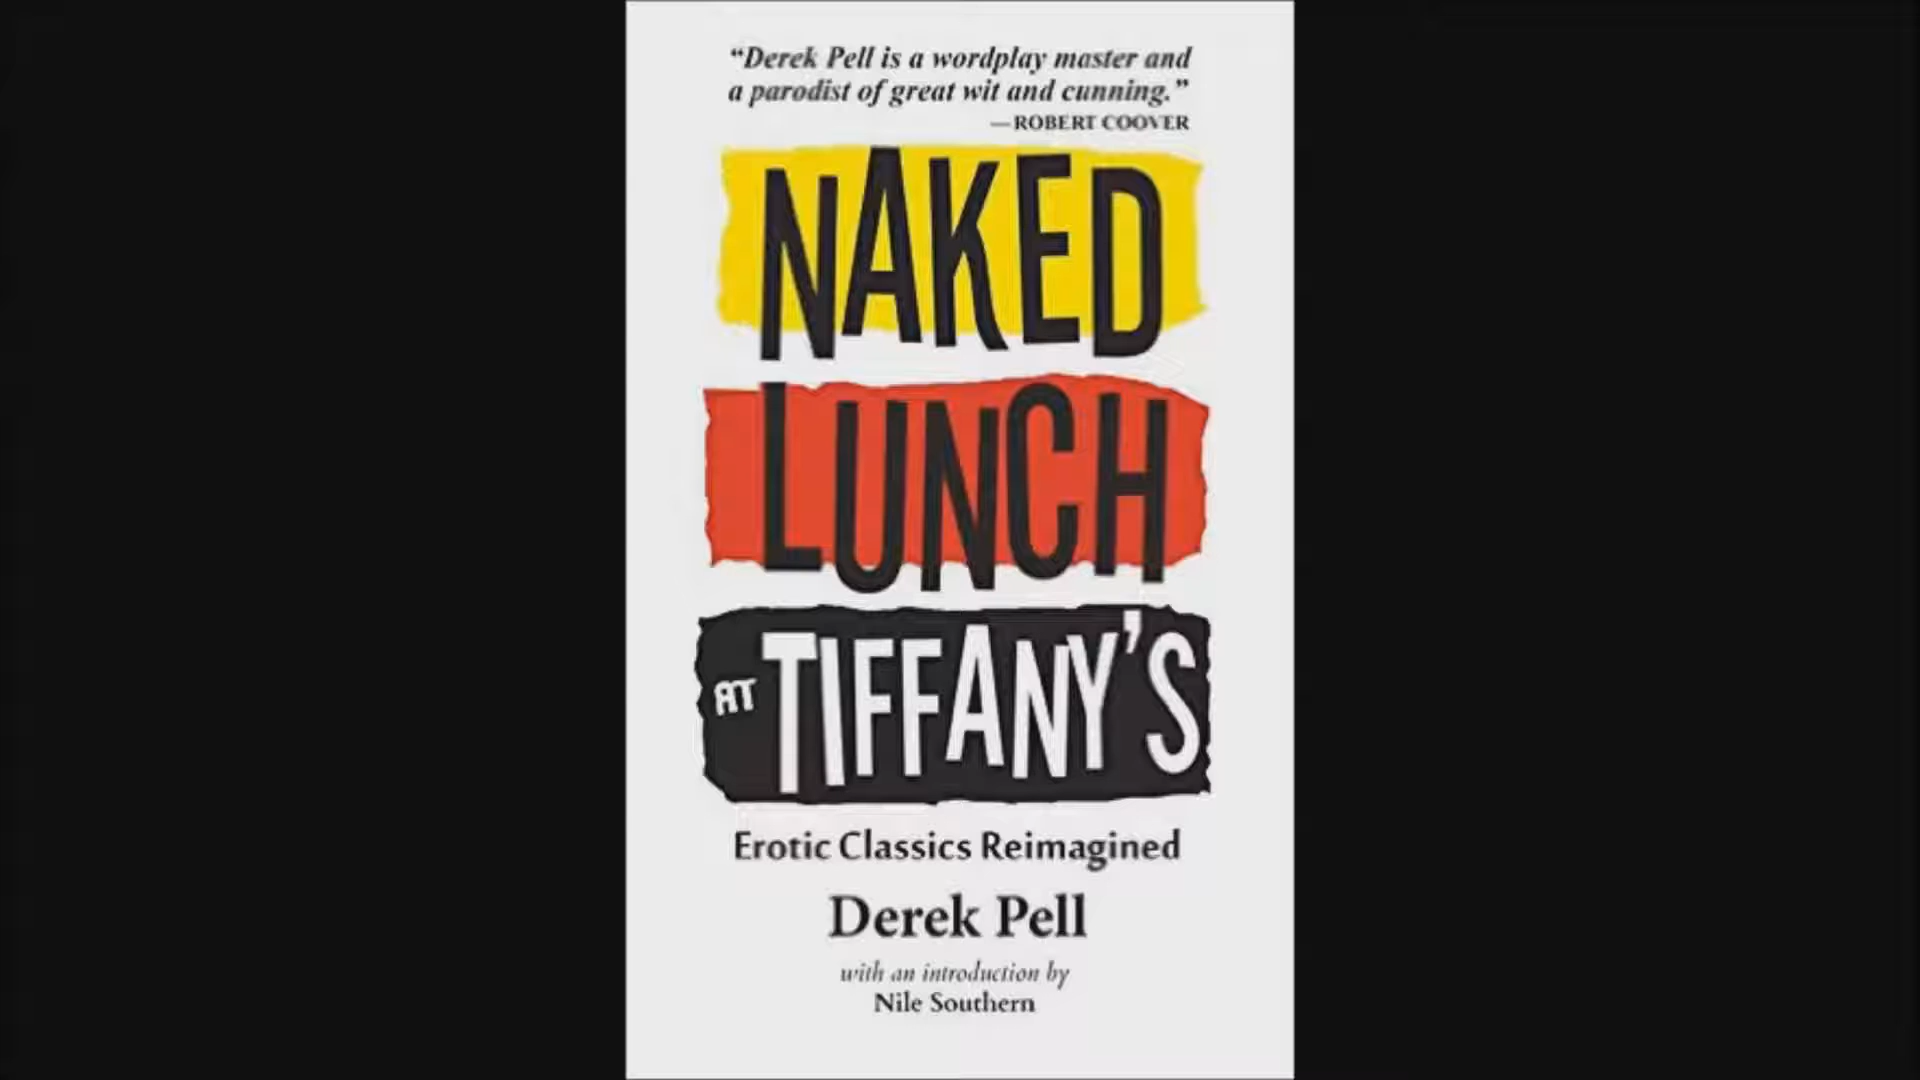 “Derek Pell is a wordplay master and
a parodist of great wit and cunning.”
—ROBERT COOVER
NAKED
LUNCH
AT TIFFANY’S
Erotic Classics Reimagined
Derek Pell
with an introduction by
Nile Southern